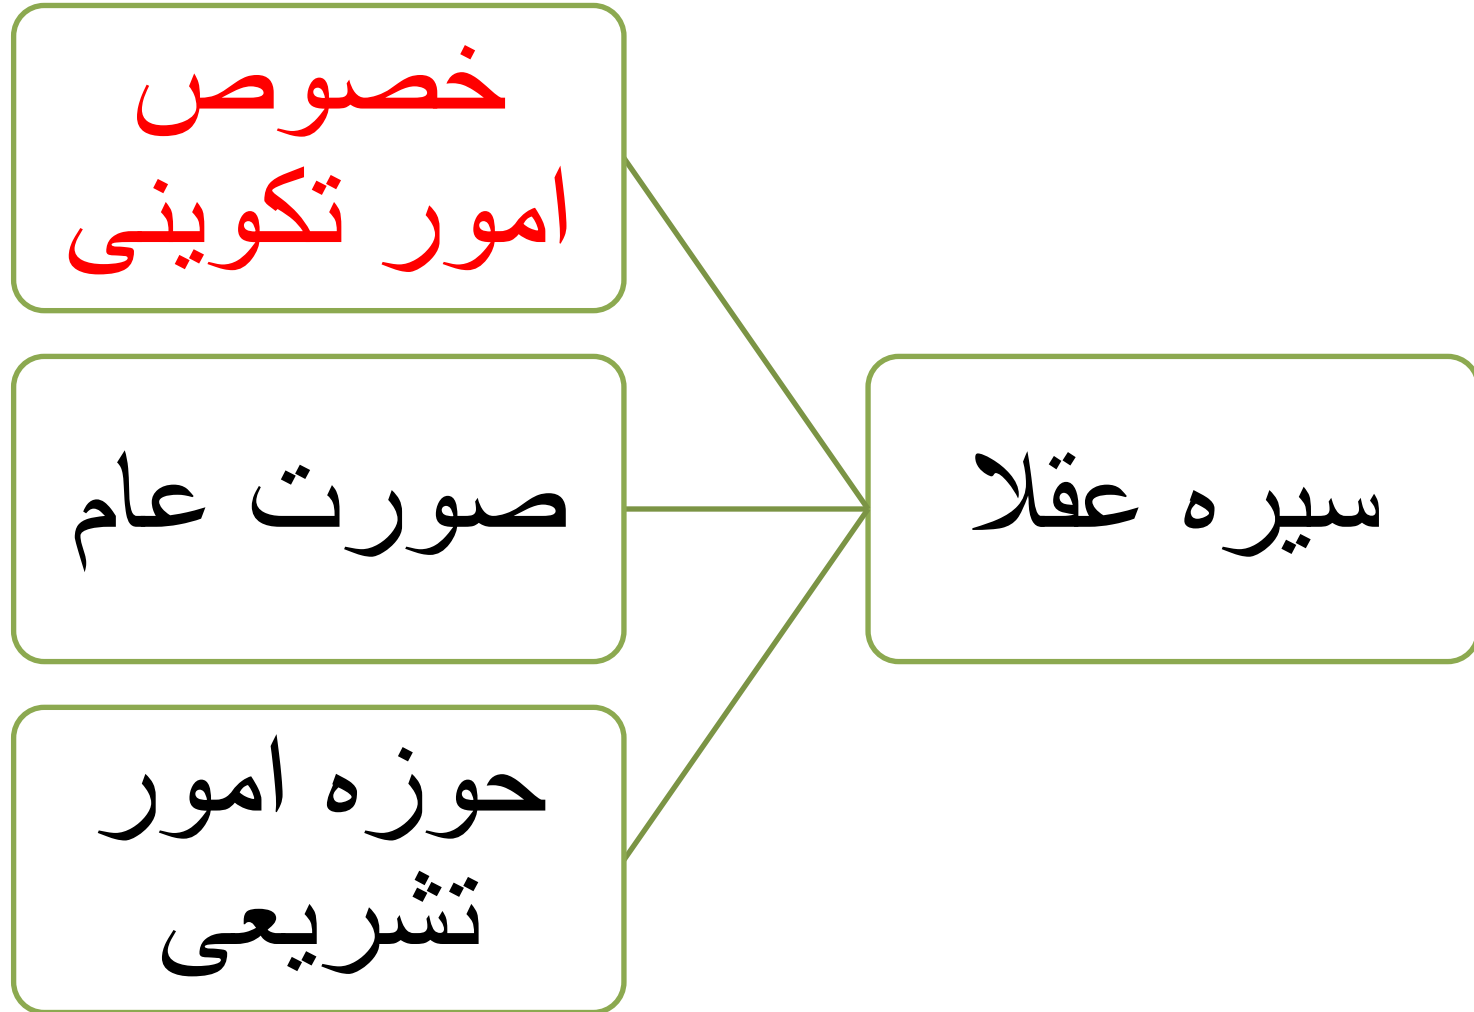 سیره عقلا
خصوص
امور تکوینی
صورت عام
حوزه امور
تشریعی